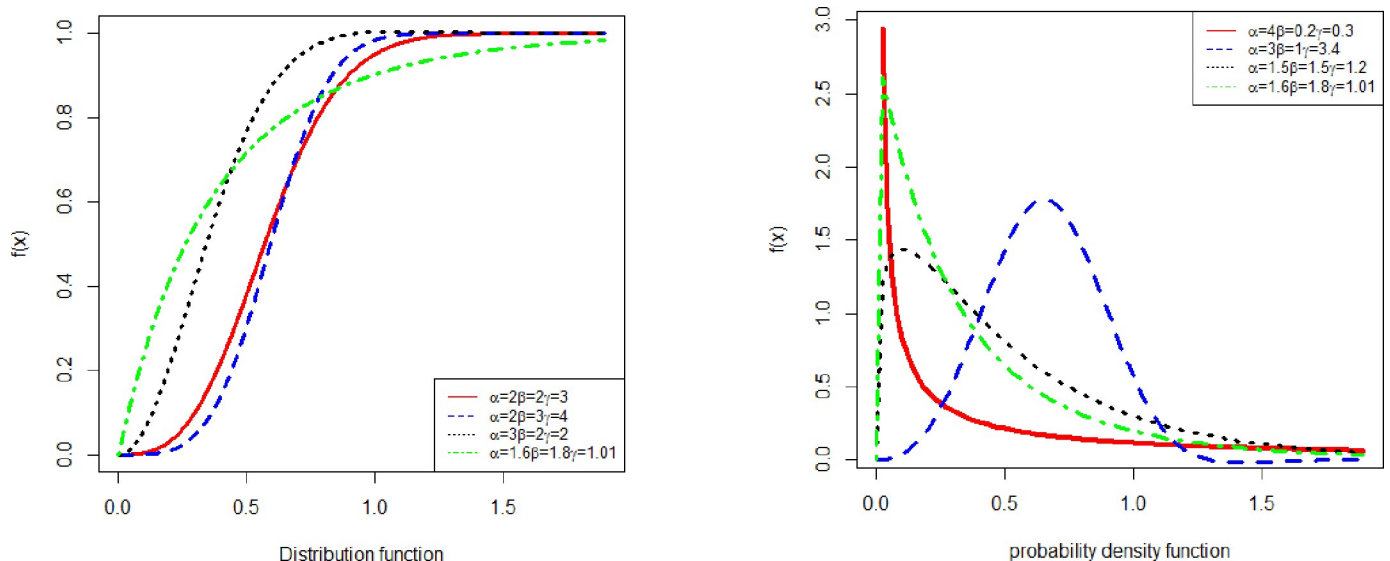 f(x)
1.0
0.8
0.6
0.4
0.2
0.0
0.0 0.5 1.0 1.5
Distribution function
α=2β=2γ=3
α=2β=3γ=4
α=3β=2γ=2
α=1.6β=1.8γ=1.01
f(x)
3.0
2.5
2.0
1.5
1.0
0.5
0.0
0.0 0.5 1.0 1.5
probability density function
α=4β=0.2γ=0.3
α=3β=1γ=3.4
α=1.5β=1.5γ=1.2
α=1.6β=1.8γ=1.01